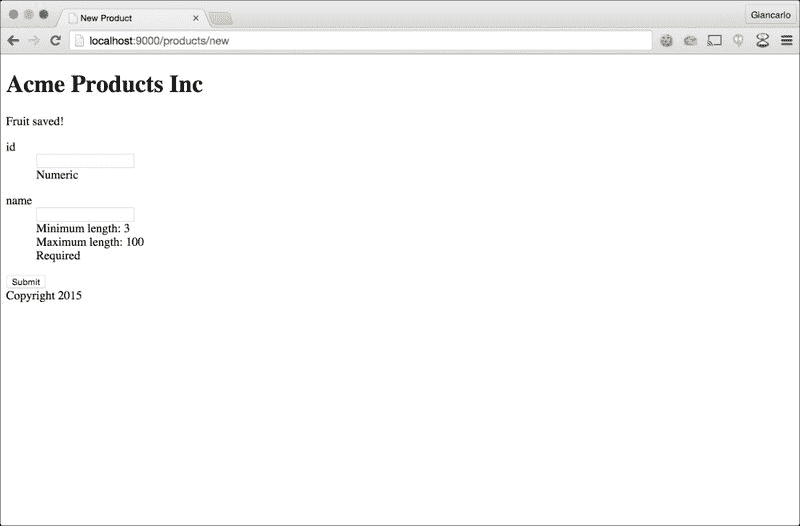 New Product
Giancarlo
localhost:9000/products/new
Acme Products Inc
Fruit saved!
id
Numeric
name
Minimum length: 3
Maximum length: 100
Required
Submit
Copyright 2015